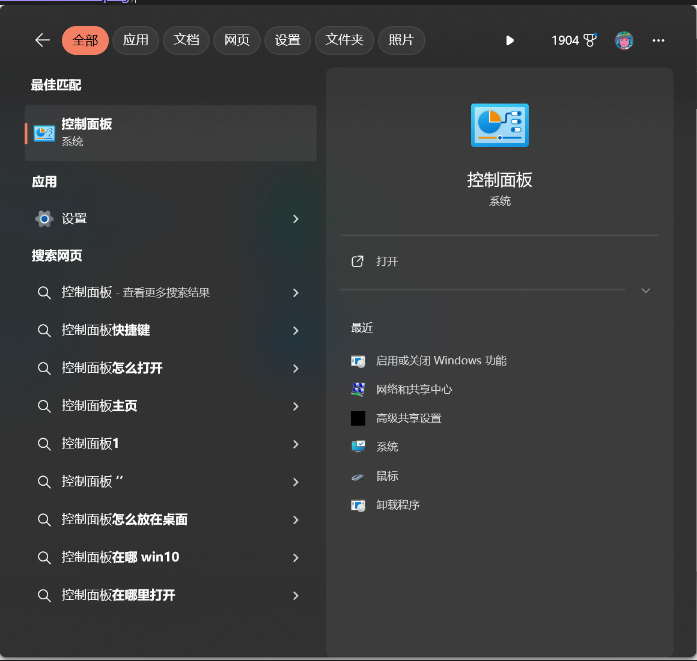 全部 应用 文档 网页 设置 文件夹 照片 1904
最佳匹配
控制面板
系统
应用
设置
搜索网页
控制面板 - 查看更多搜索结果
控制面板快捷键
控制面板怎么打开
控制面板主页
控制面板1
控制面板 ‘’
控制面板怎么放在桌面
控制面板在哪 win10
控制面板在哪里打开
控制面板
系统
打开
最近
启用或关闭 Windows 功能
网络和共享中心
高级共享设置
系统
鼠标
卸载程序